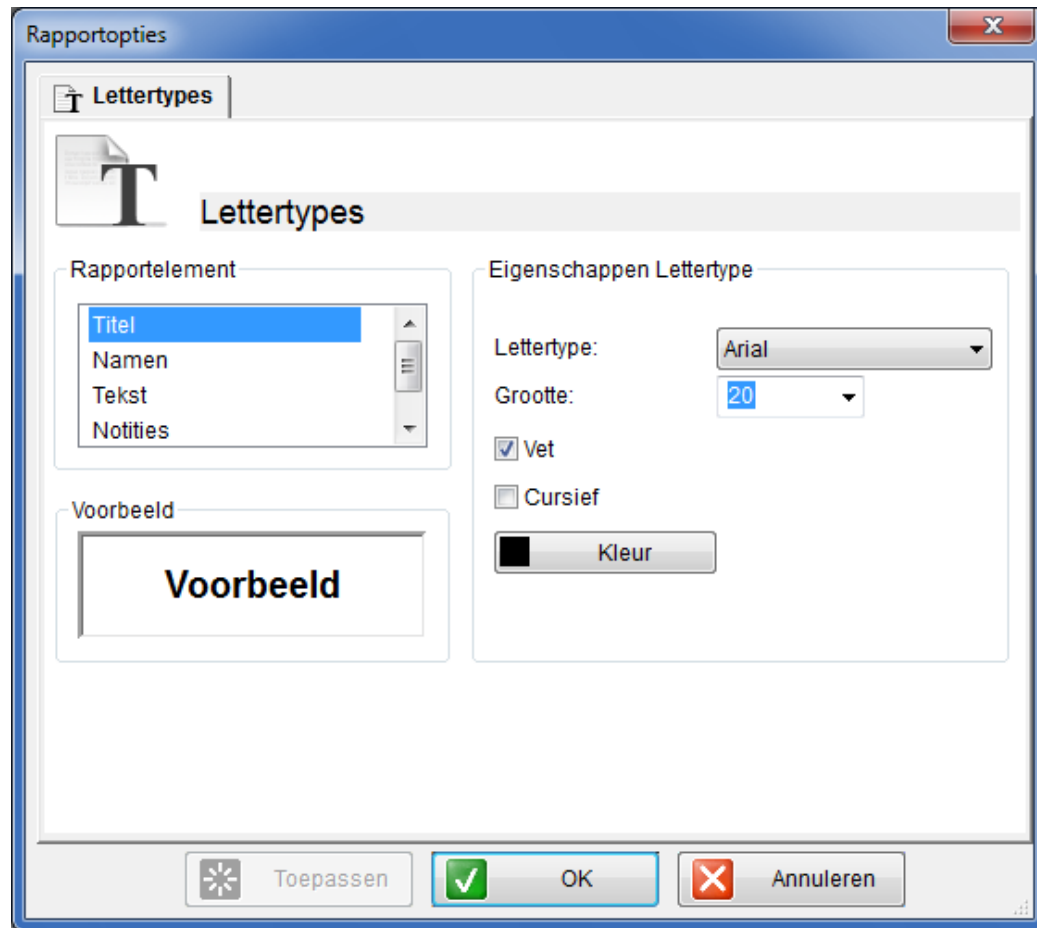 Rapportopties
Lettertypes
Lettertypes
Rapportelement
Titel
Namen
Tekst
Notities
Voorbeeld
Voorbeeld
Eigenschappen Lettertype
Lettertype: Arial
Grootte: 20
Vet
Cursief
Kleur
Toepassen OK Annuleren